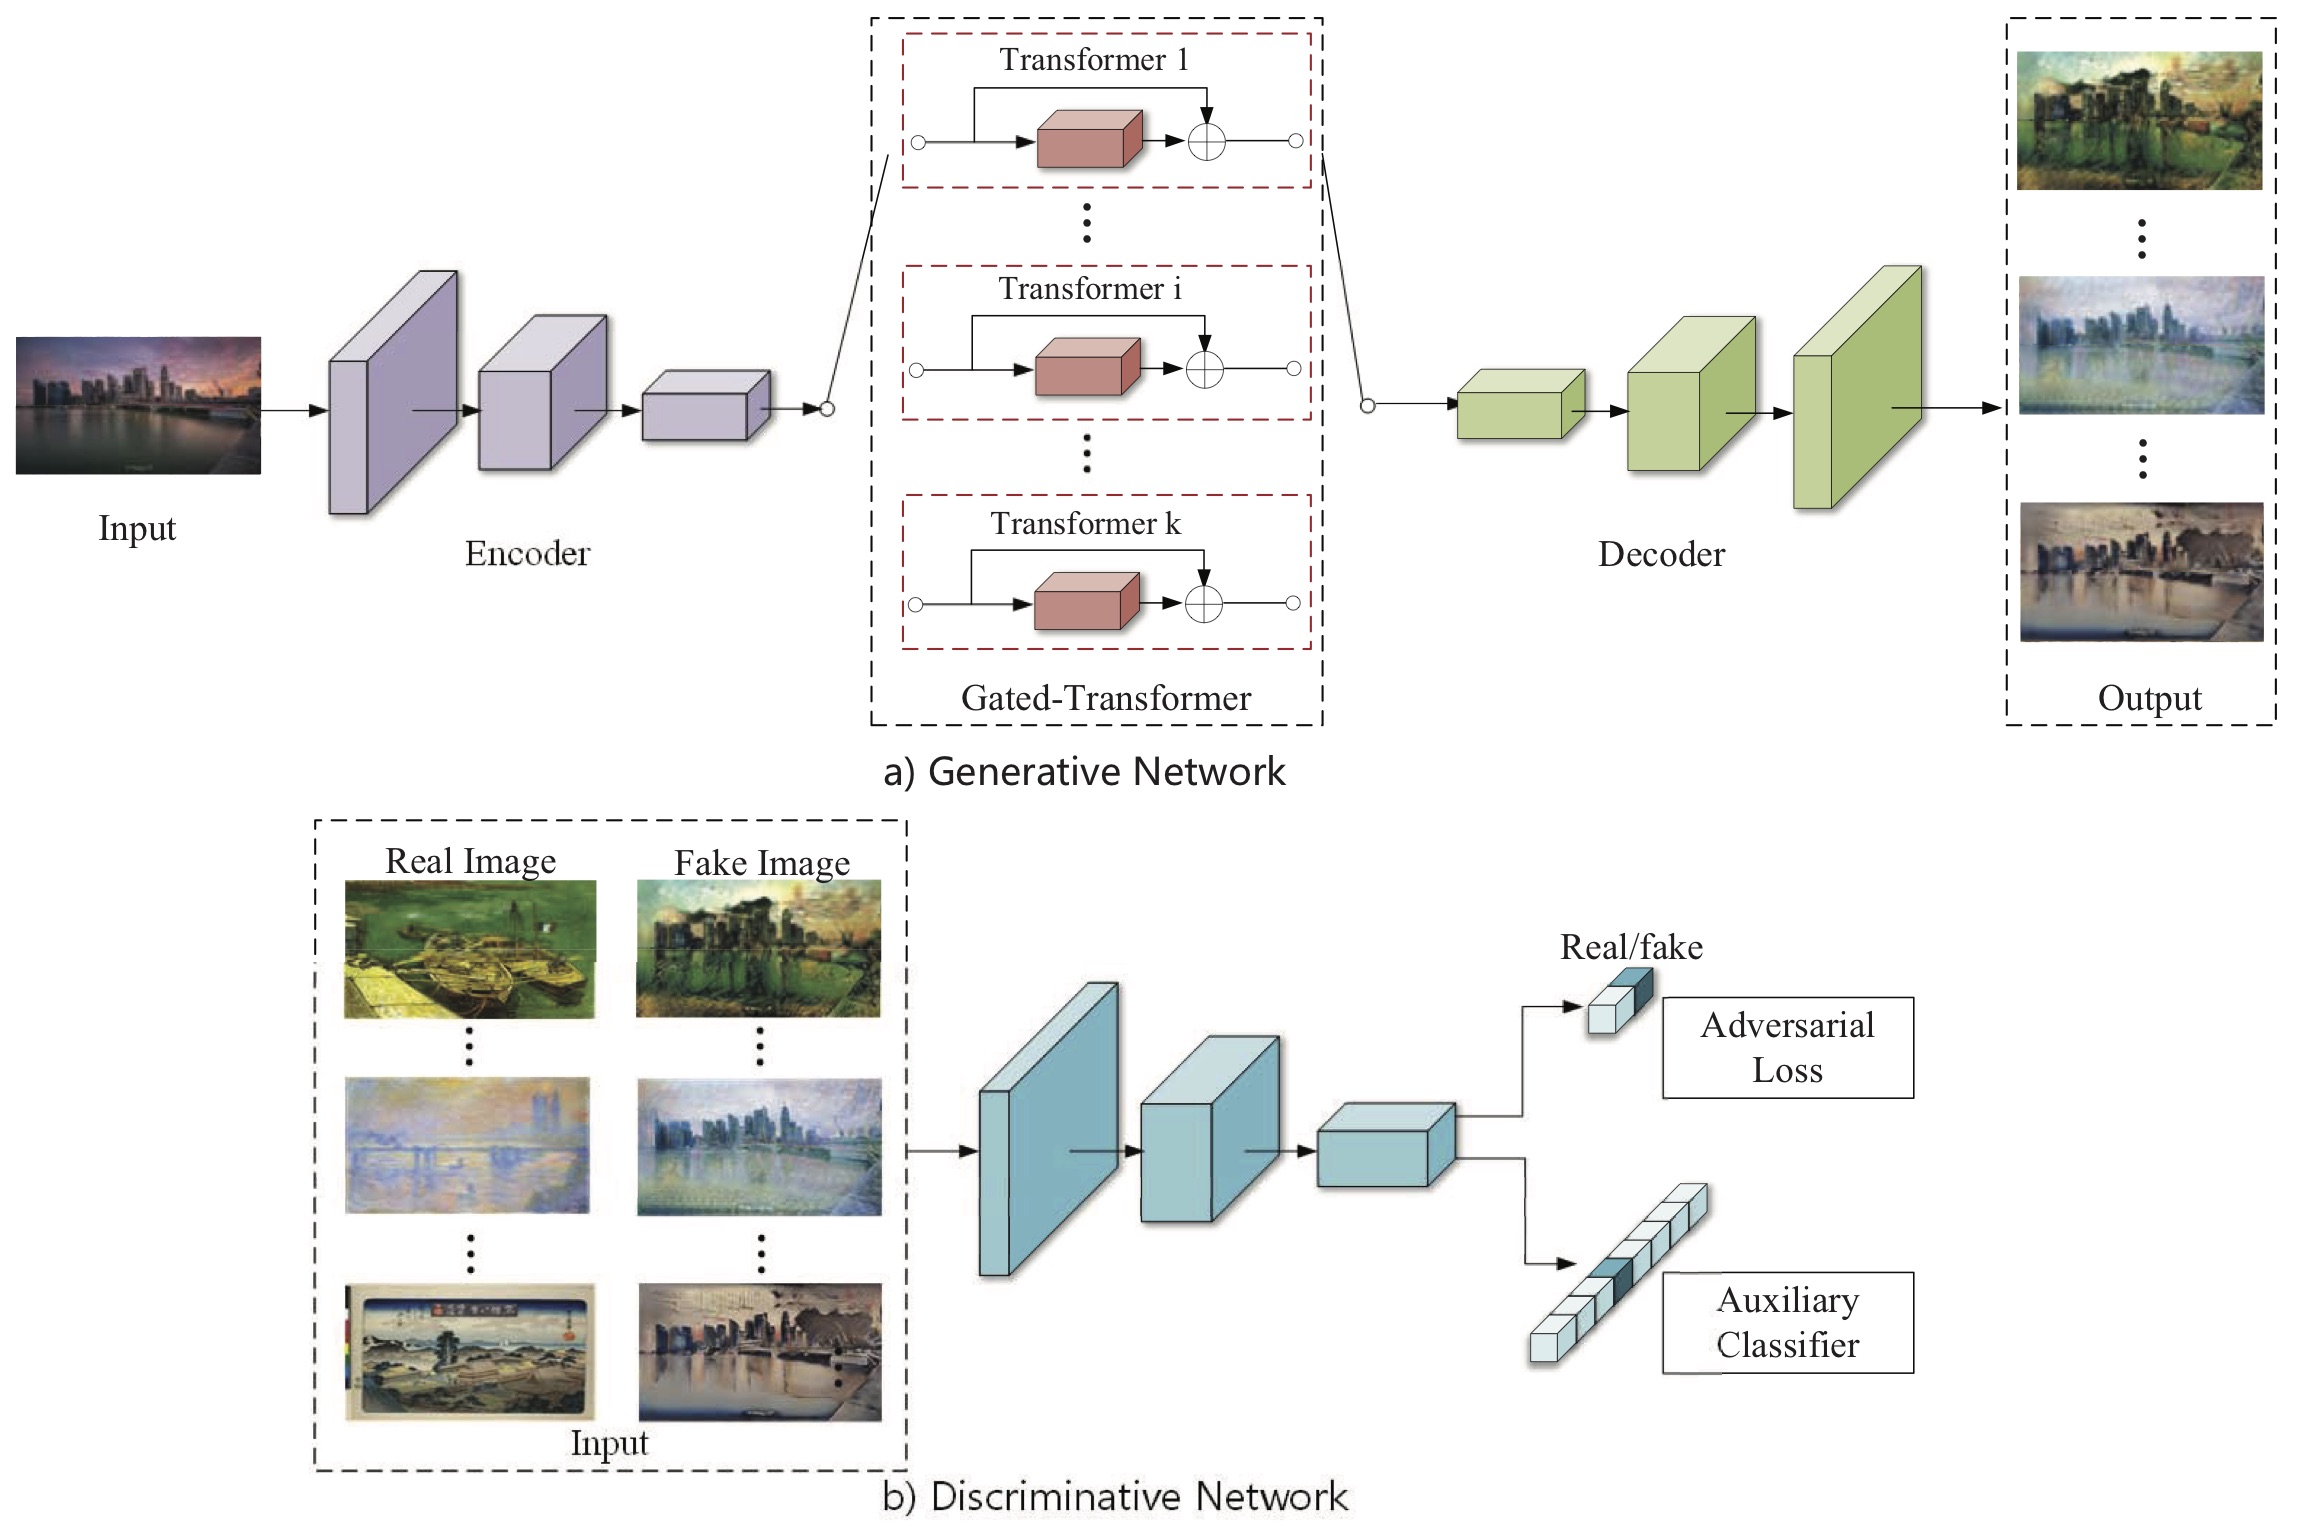 Transformer 1
Transformer i
Transformer k
Gated-Transformer
Input
Encoder
Decoder
Output
a) Generative Network
Real Image
Fake Image
Input
Real/fake
Adversarial
Loss
Auxiliary
Classifier
b) Discriminative Network